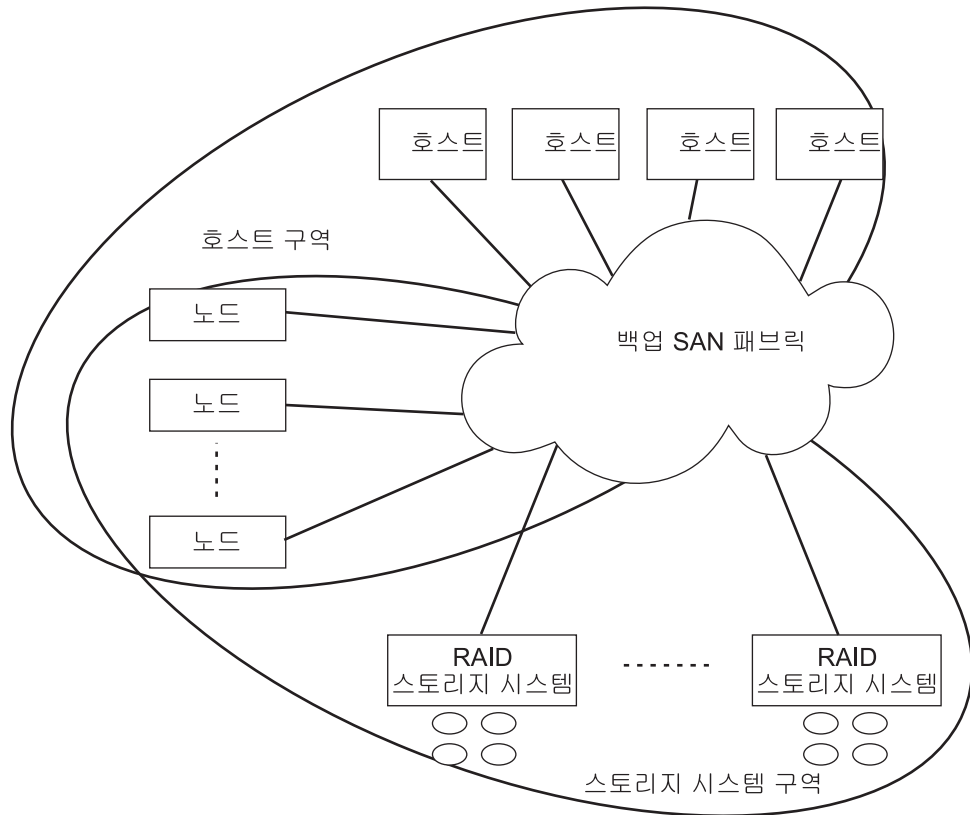 호스트
호스트
호스트
호스트
호스트 구역
노드
백업 SAN 패브릭
노드
노드
RAID
스토리지 시스템
RAID
스토리지 시스템
스토리지 시스템 구역